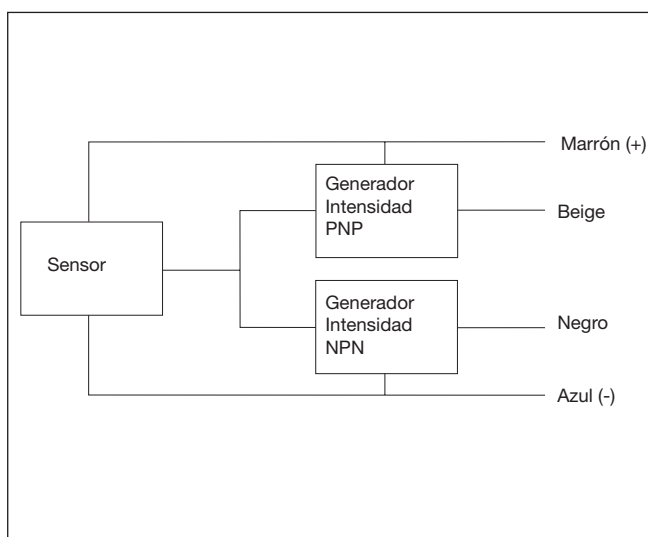 Marrón (+)
Generador
Intensidad
PNP
Beige
Sensor
Generador
Intensidad
NPN
Negro
Azul (-)